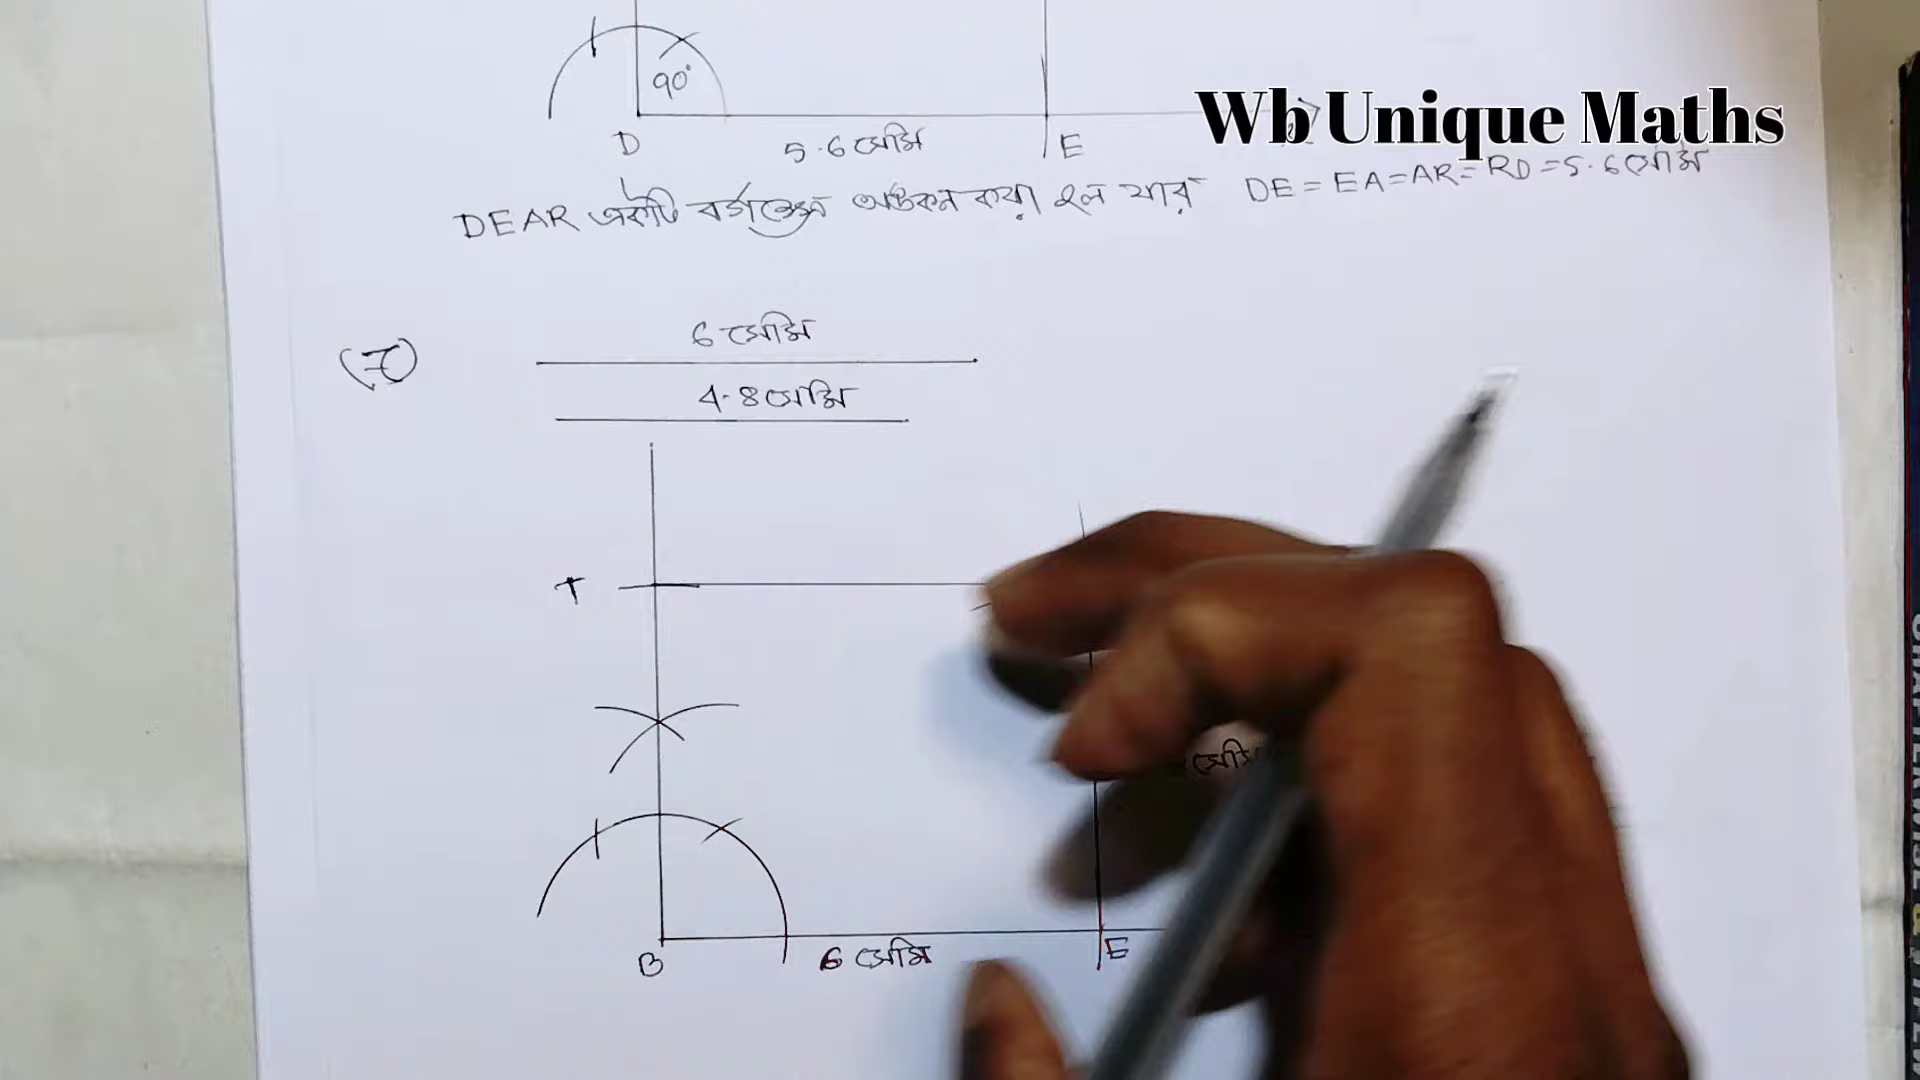 90°
Wb Unique Maths
D 5.6 সেমি E
DEAR একটি বর্গক্ষেত্র অঙ্কন করা হল যার DE = EA = AR = RD = 5.6 সেমি
6 সেমি
4.8 সেমি
T
সেমি
B 6 সেমি E